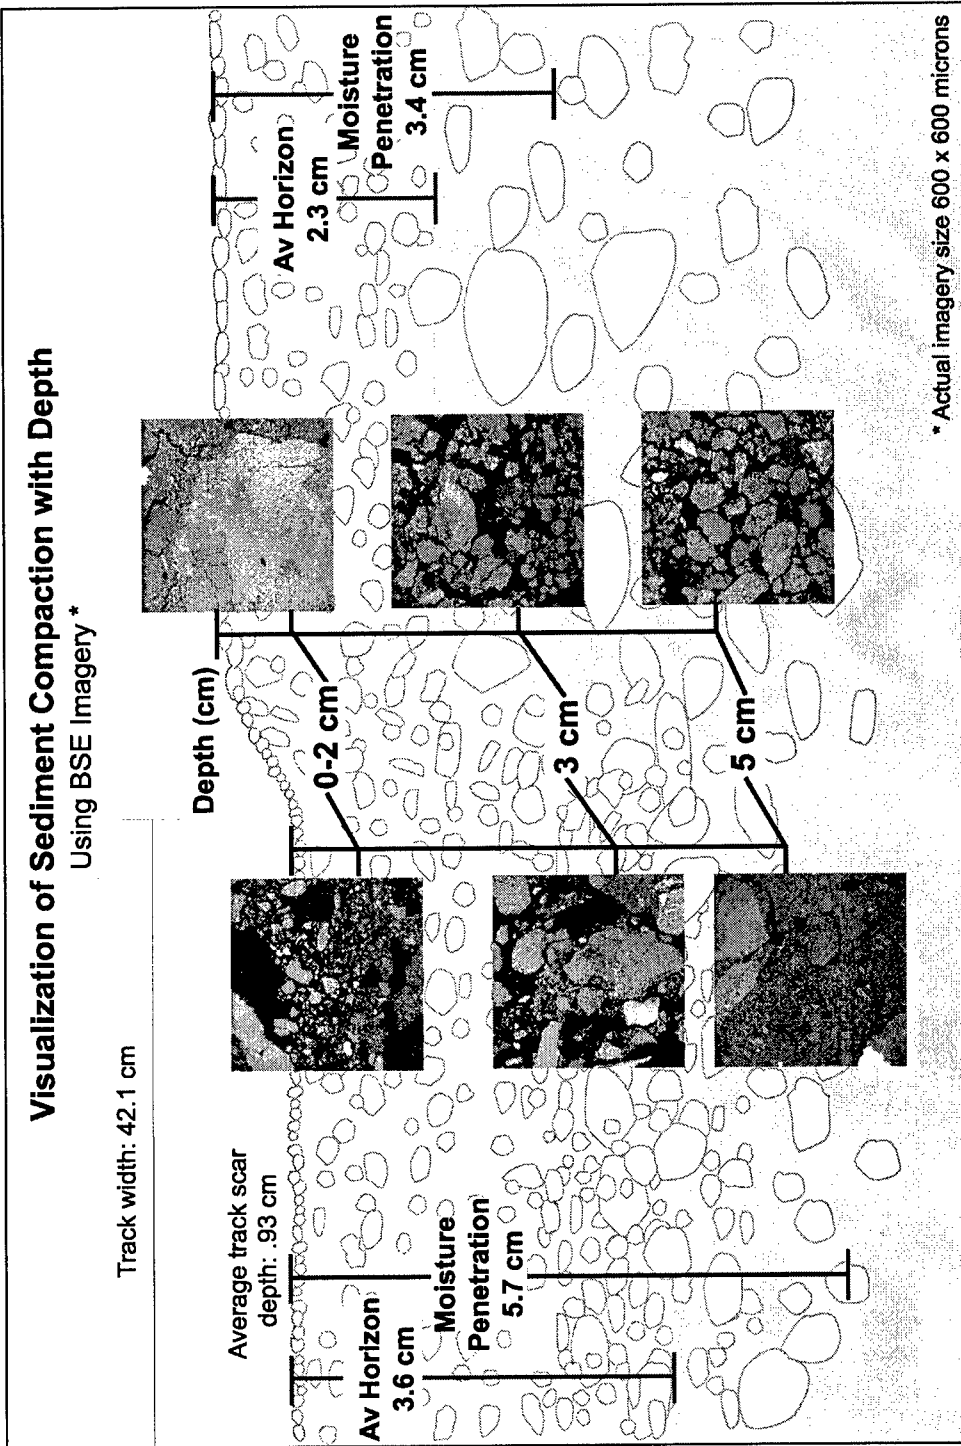 Visualization of Sediment Compaction with Depth
Using BSE Imagery *
Track width: 42.1 cm
Average track scar
depth: .93 cm
Av Horizon
3.6 cm
Moisture
Penetration
5.7 cm
Depth (cm)
0-2 cm
3 cm
5 cm
Av Horizon
2.3 cm
Moisture
Penetration
3.4 cm
* Actual imagery size 600 x 600 microns